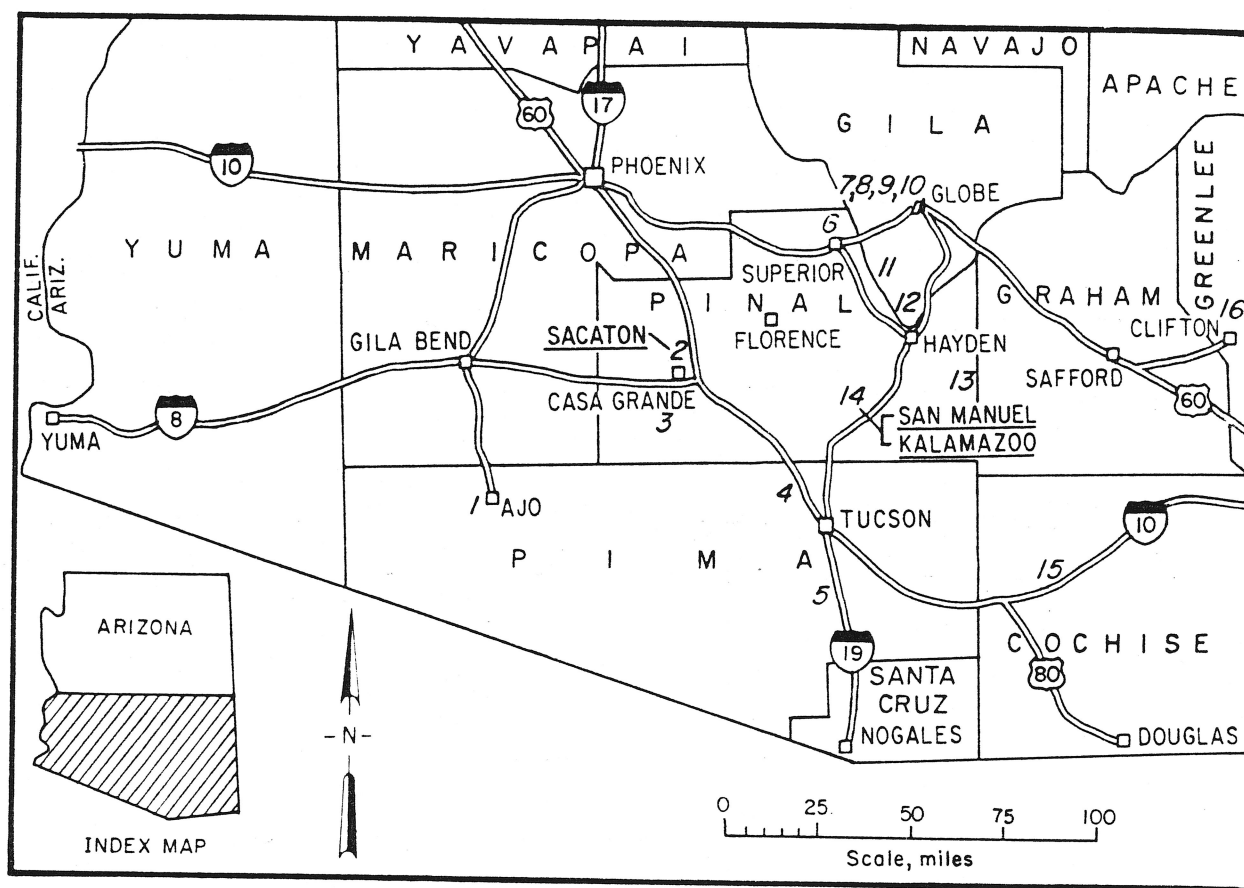 YAVAPAI
NAVAJO
APACHE
60
17
GILA
10
PHOENIX
GREENLEE
7,8,9,10
GLOBE
CALIF.
ARIZ.
YUMA
MARICOPA
6
SUPERIOR
11
PINAL
12
GRAHAM
16
FLORENCE
CLIFTON
GILA BEND
SACATON
2
HAYDEN
SAFFORD
13
CASA GRANDE
3
14
SAN MANUEL
KALAMAZOO
60
8
YUMA
1
AJO
4
TUCSON
10
PIMA
5
15
ARIZONA
19
COCHISE
80
SANTA
CRUZ
NOGALES
DOUGLAS
-N-
INDEX MAP
0 25 50 75 100
Scale, miles